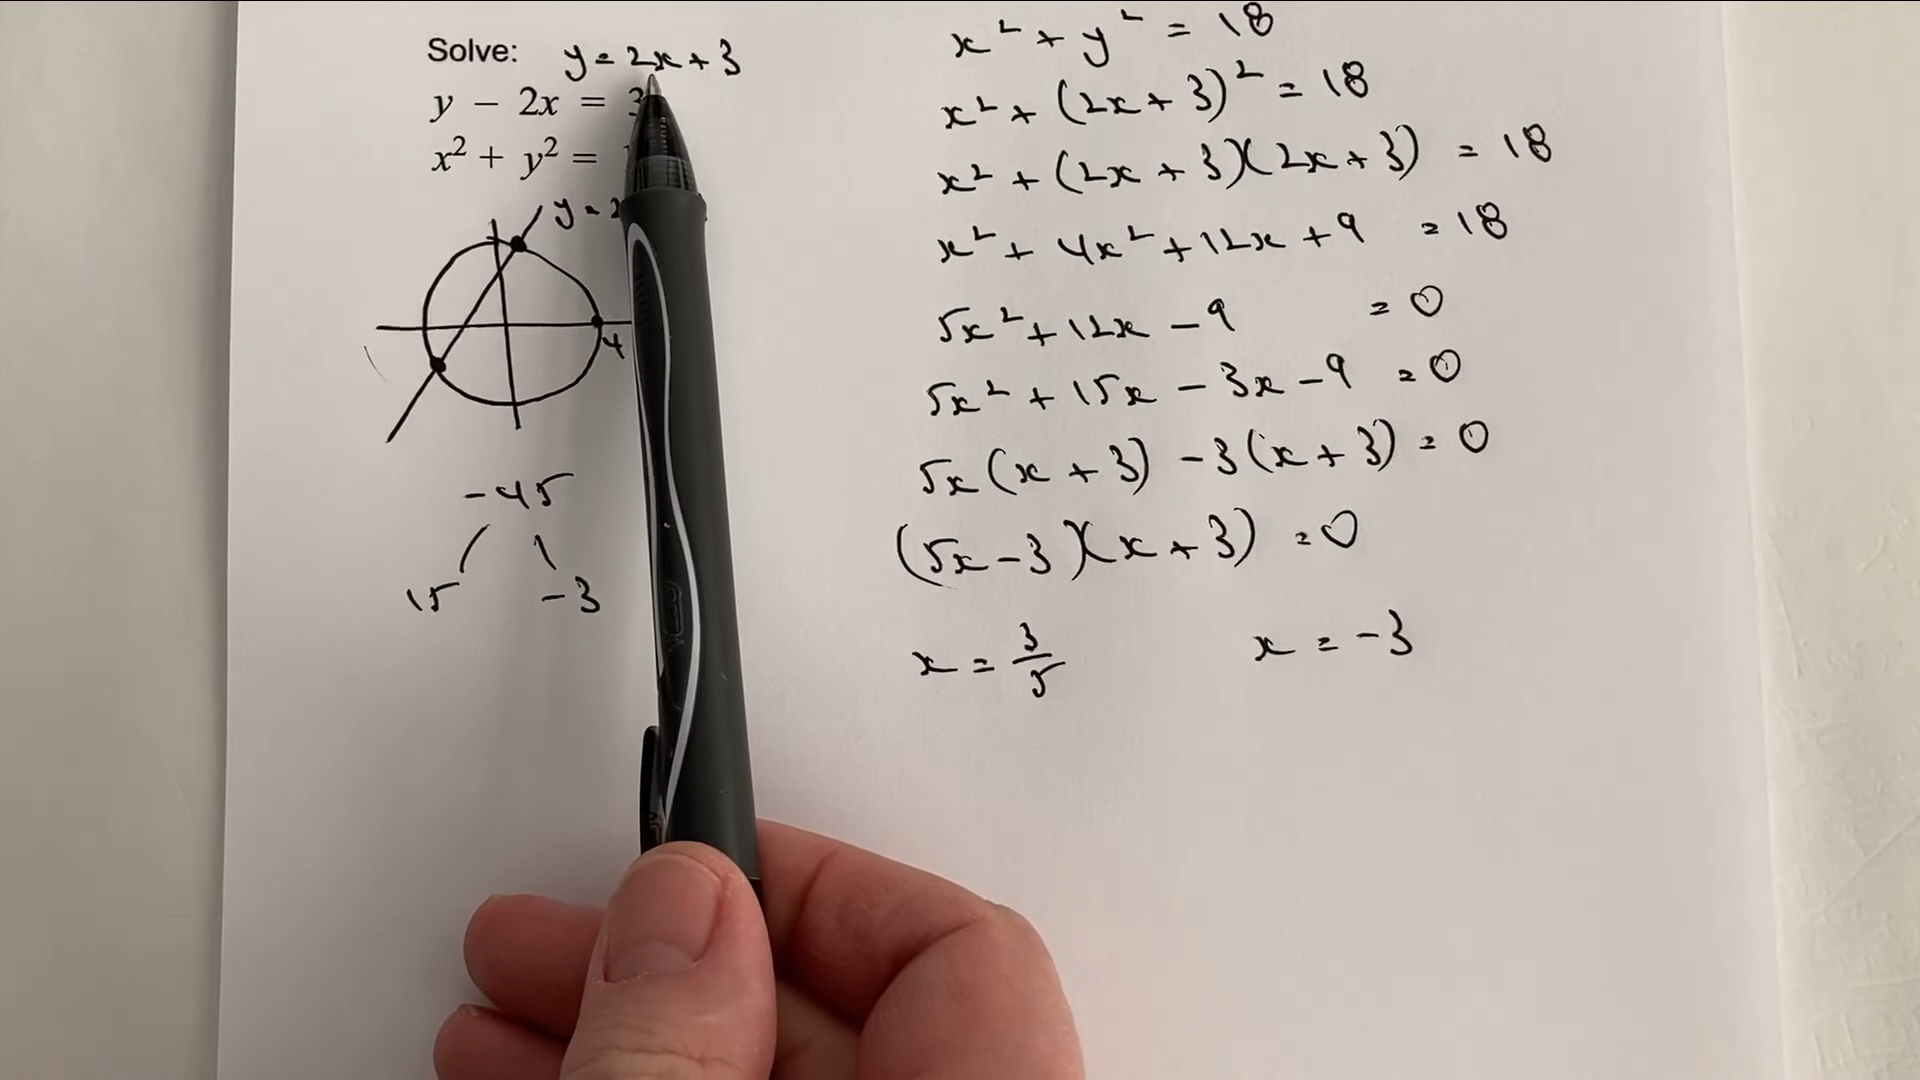 Solve: y = 2x + 3
y − 2x = 3
x² + y² =
y = 2
4
-45
15 -3
x² + y² = 18
x² + (2x + 3)² = 18
x² + (2x + 3)(2x + 3) = 18
x² + 4x² + 12x + 9 = 18
5x² + 12x − 9 = 0
5x² + 15x − 3x − 9 = 0
5x(x + 3) − 3(x + 3) = 0
(5x − 3)(x + 3) = 0
x = 3/5 x = -3